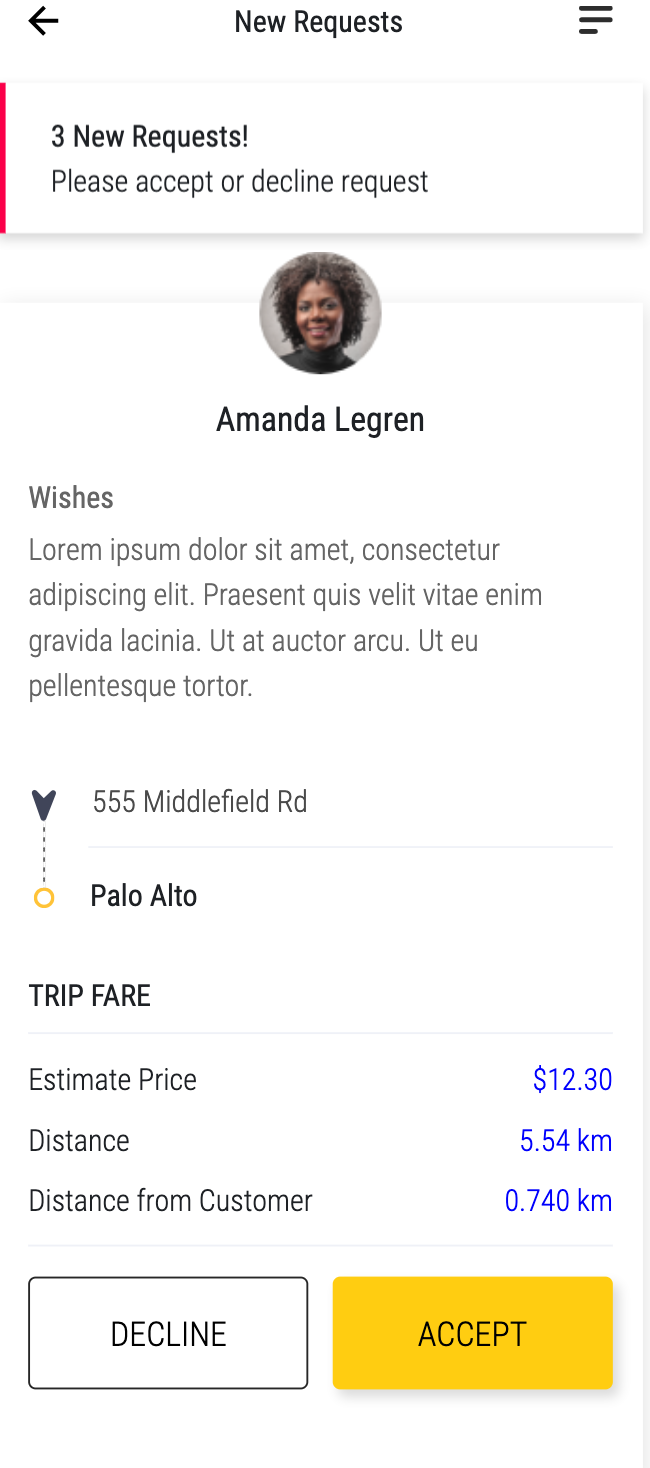 New Requests
3 New Requests!
Please accept or decline request
Amanda Legren
Wishes
Lorem ipsum dolor sit amet, consectetur
adipiscing elit. Praesent quis velit vitae enim
gravida lacinia. Ut at auctor arcu. Ut eu
pellentesque tortor.
555 Middlefield Rd
Palo Alto
TRIP FARE
Estimate Price $12.30
Distance 5.54 km
Distance from Customer 0.740 km
DECLINE ACCEPT